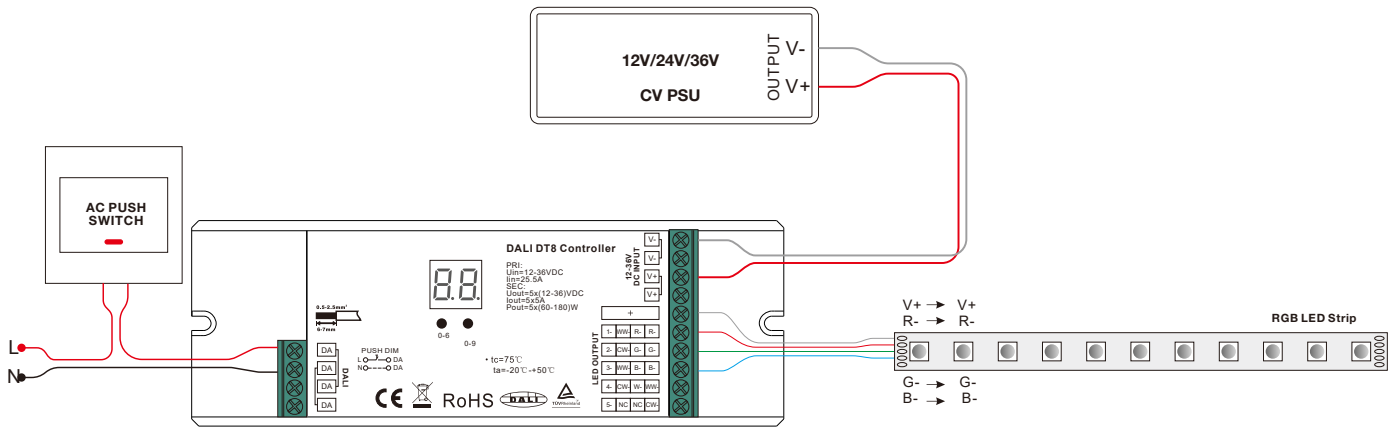 12V/24V/36V
CV PSU
OUTPUT
V-
V+
AC PUSH
SWITCH
L
N
DALI DT8 Controller
PRI:
Uin=12-36VDC
Iin=25.5A
SEC:
Uout=5x(12-36)VDC
Iout=5x5A
Pout=5x(60-180)W
88
0-6
0-9
0.5-2.5mm²
6-7mm
PUSH DIM
L DA
N DA
DA
DA
DA
DA
DALI
• tc=75℃
ta=-20℃-+50℃
CE RoHS DALI TÜVRheinland
12-36V
DC INPUT
V-
V-
V+
V+
LED OUTPUT
+
1- WW- R- R-
2- CW- G- G-
3- WW- B- B-
4- CW- W- WW-
5- NC NC CW-
V+ → V+
R- → R-
RGB LED Strip
G- → G-
B- → B-